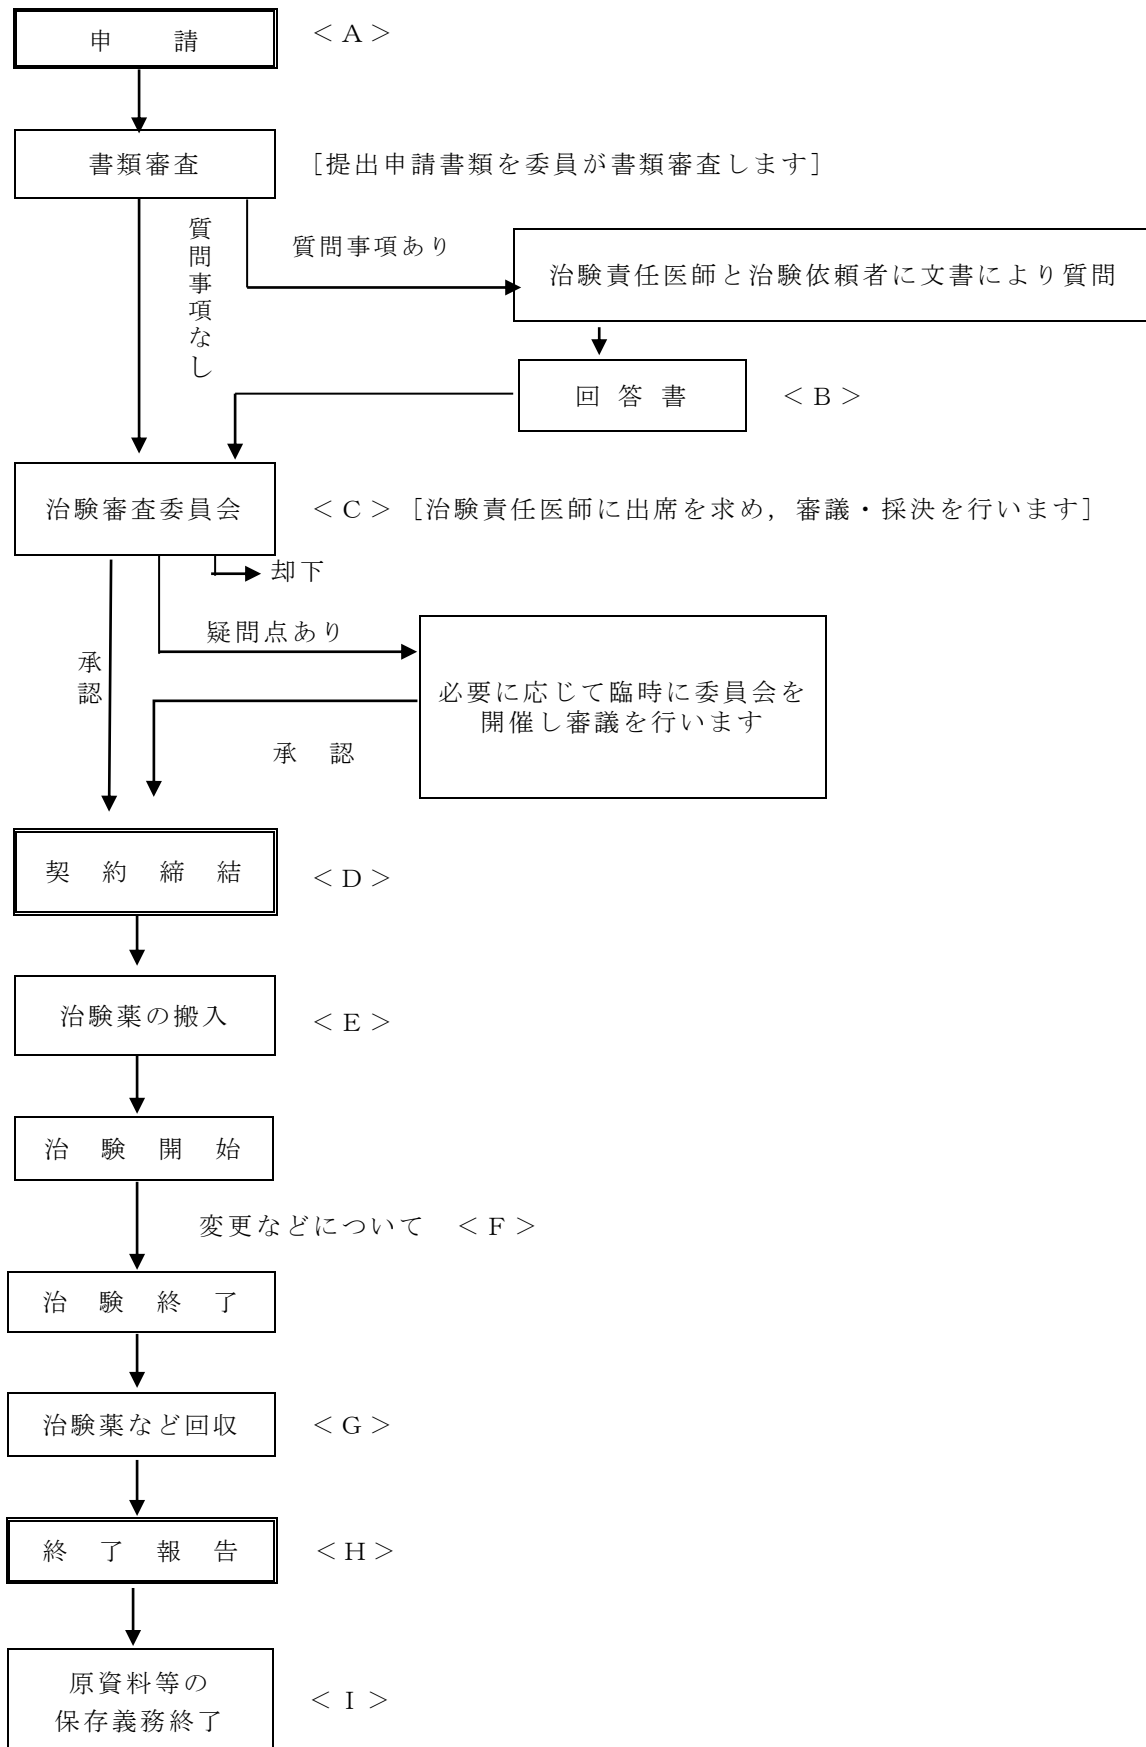 申　請
＜Ａ＞
書類審査
［提出申請書類を委員が書類審査します］
質問事項なし
質問事項あり
治験責任医師と治験依頼者に文書により質問
回 答 書
＜Ｂ＞
治験審査委員会
＜Ｃ＞［治験責任医師に出席を求め，審議・採決を行います］
却下
疑問点あり
承認
必要に応じて臨時に委員会を
開催し審議を行います
承　認
契　約　締　結
＜Ｄ＞
治験薬の搬入
＜Ｅ＞
治　験　開　始
変更などについて　＜Ｆ＞
治　験　終　了
治験薬など回収
＜Ｇ＞
終　了　報　告
＜Ｈ＞
原資料等の
保存義務終了
＜Ｉ＞